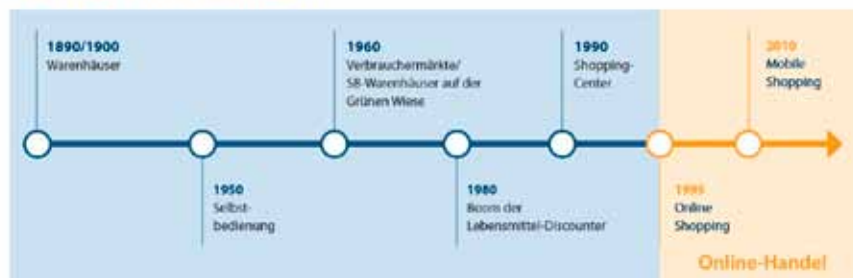 1890/1900
Warenhäuser
1960
Verbrauchermärkte/
SB-Warenhäuser auf der
Grünen Wiese
1990
Shopping-
Center
2010
Mobile
Shopping
1950
Selbst-
bedienung
1980
Boom der
Lebensmittel-Discounter
1995
Online
Shopping
Online-Handel